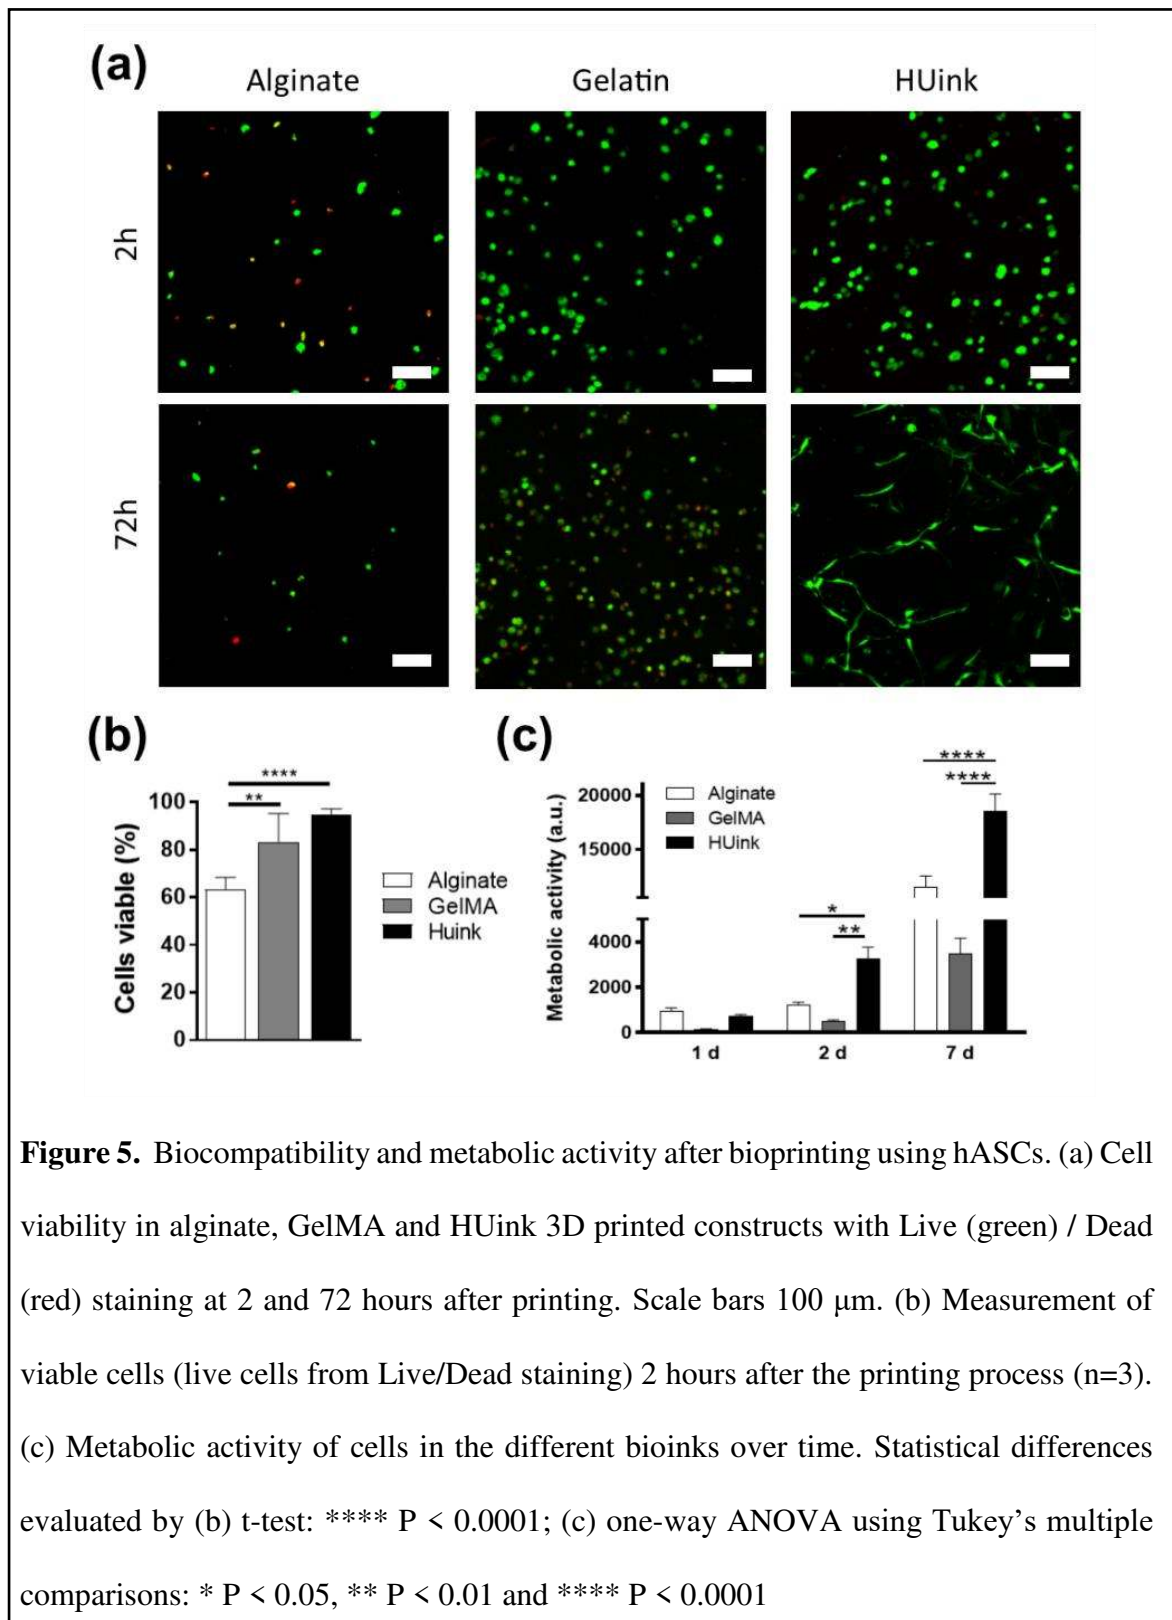 (a)
Alginate Gelatin HUink
2h
72h
(b)
**** 
**
100
80
60
40
20
0
Cells viable (%)
Alginate
GelMA
Huink
(c)
****
****
*
**
20000
15000
4000
2000
0
Metabolic activity (a.u.)
Alginate
GelMA
HUink
1 d 2 d 7 d
Figure 5. Biocompatibility and metabolic activity after bioprinting using hASCs. (a) Cell
viability in alginate, GelMA and HUink 3D printed constructs with Live (green) / Dead
(red) staining at 2 and 72 hours after printing. Scale bars 100 μm. (b) Measurement of
viable cells (live cells from Live/Dead staining) 2 hours after the printing process (n=3).
(c) Metabolic activity of cells in the different bioinks over time. Statistical differences
evaluated by (b) t-test: **** P < 0.0001; (c) one-way ANOVA using Tukey’s multiple
comparisons: * P < 0.05, ** P < 0.01 and **** P < 0.0001